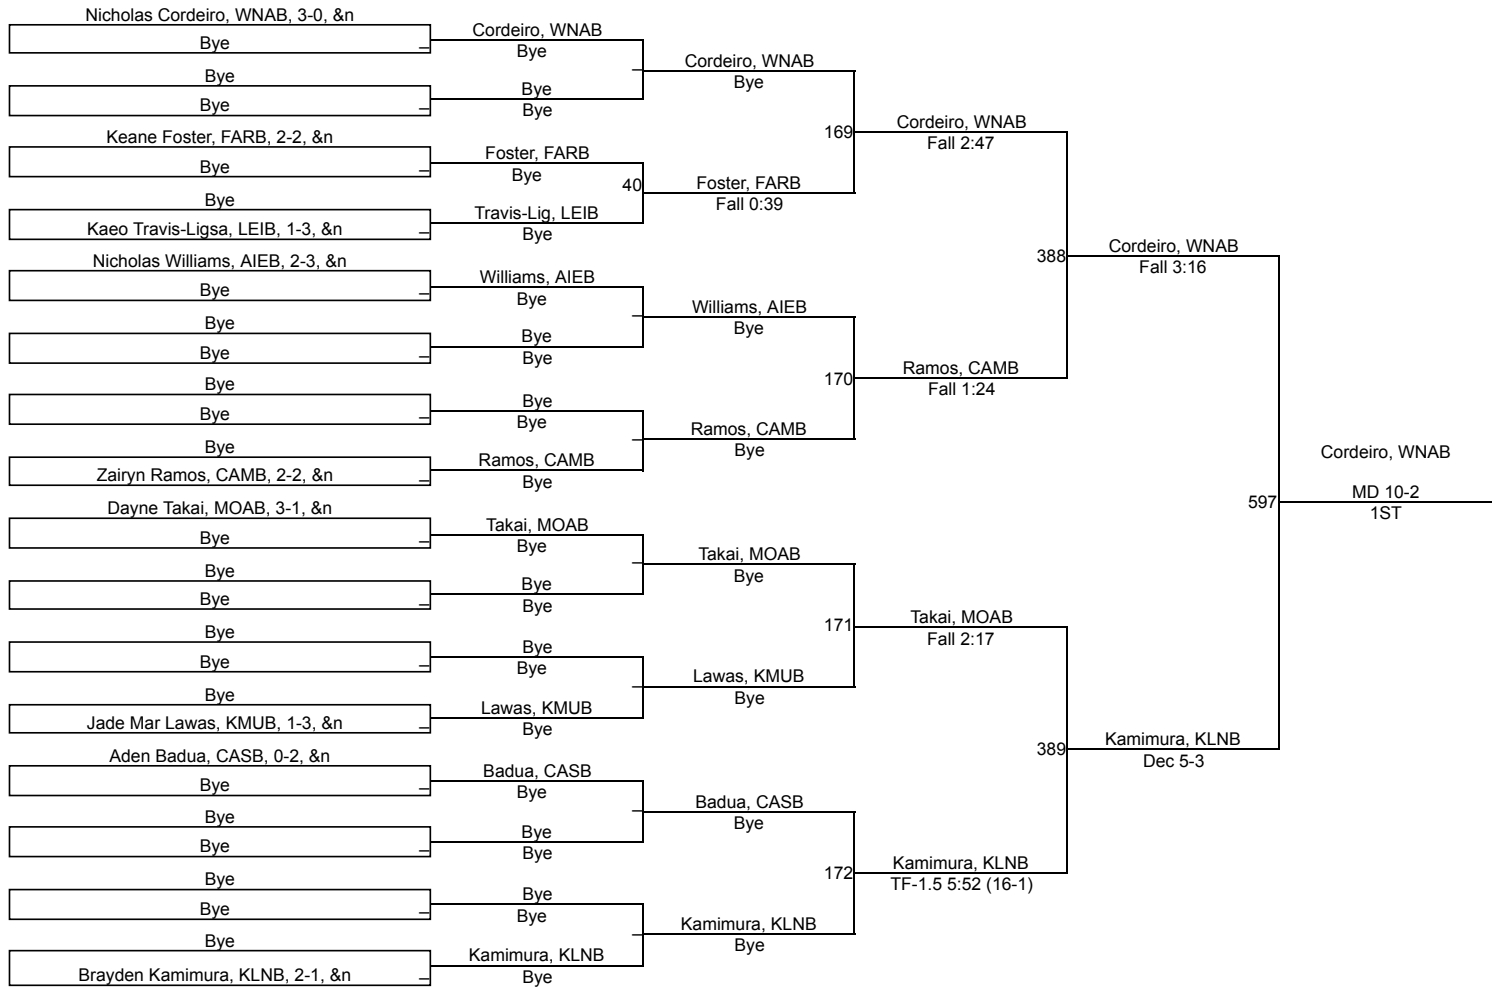 Nicholas Cordeiro, WNAB, 3-0, &n
Bye
Bye
Bye
Keane Foster, FARB, 2-2, &n
Bye
Bye
Kaeo Travis-Ligsa, LEIB, 1-3, &n
Nicholas Williams, AIEB, 2-3, &n
Bye
Bye
Bye
Bye
Bye
Bye
Zairyn Ramos, CAMB, 2-2, &n
Dayne Takai, MOAB, 3-1, &n
Bye
Bye
Bye
Bye
Bye
Bye
Jade Mar Lawas, KMUB, 1-3, &n
Aden Badua, CASB, 0-2, &n
Bye
Bye
Bye
Bye
Bye
Bye
Brayden Kamimura, KLNB, 2-1, &n
Cordeiro, WNAB
Bye
Bye
Bye
Foster, FARB
Bye
40
Travis-Lig, LEIB
Bye
Williams, AIEB
Bye
Bye
Bye
Bye
Bye
Ramos, CAMB
Bye
Takai, MOAB
Bye
Bye
Bye
Bye
Bye
Lawas, KMUB
Bye
Badua, CASB
Bye
Bye
Bye
Bye
Bye
Kamimura, KLNB
Bye
Cordeiro, WNAB
Bye
169
Foster, FARB
Fall 0:39
Williams, AIEB
Bye
170
Ramos, CAMB
Bye
Takai, MOAB
Bye
171
Lawas, KMUB
Bye
Badua, CASB
Bye
172
Kamimura, KLNB
Bye
Cordeiro, WNAB
Fall 2:47
388
Ramos, CAMB
Fall 1:24
Takai, MOAB
Fall 2:17
389
Kamimura, KLNB
TF-1.5 5:52 (16-1)
Cordeiro, WNAB
Fall 3:16
597
Kamimura, KLNB
Dec 5-3
Cordeiro, WNAB
MD 10-2
1ST